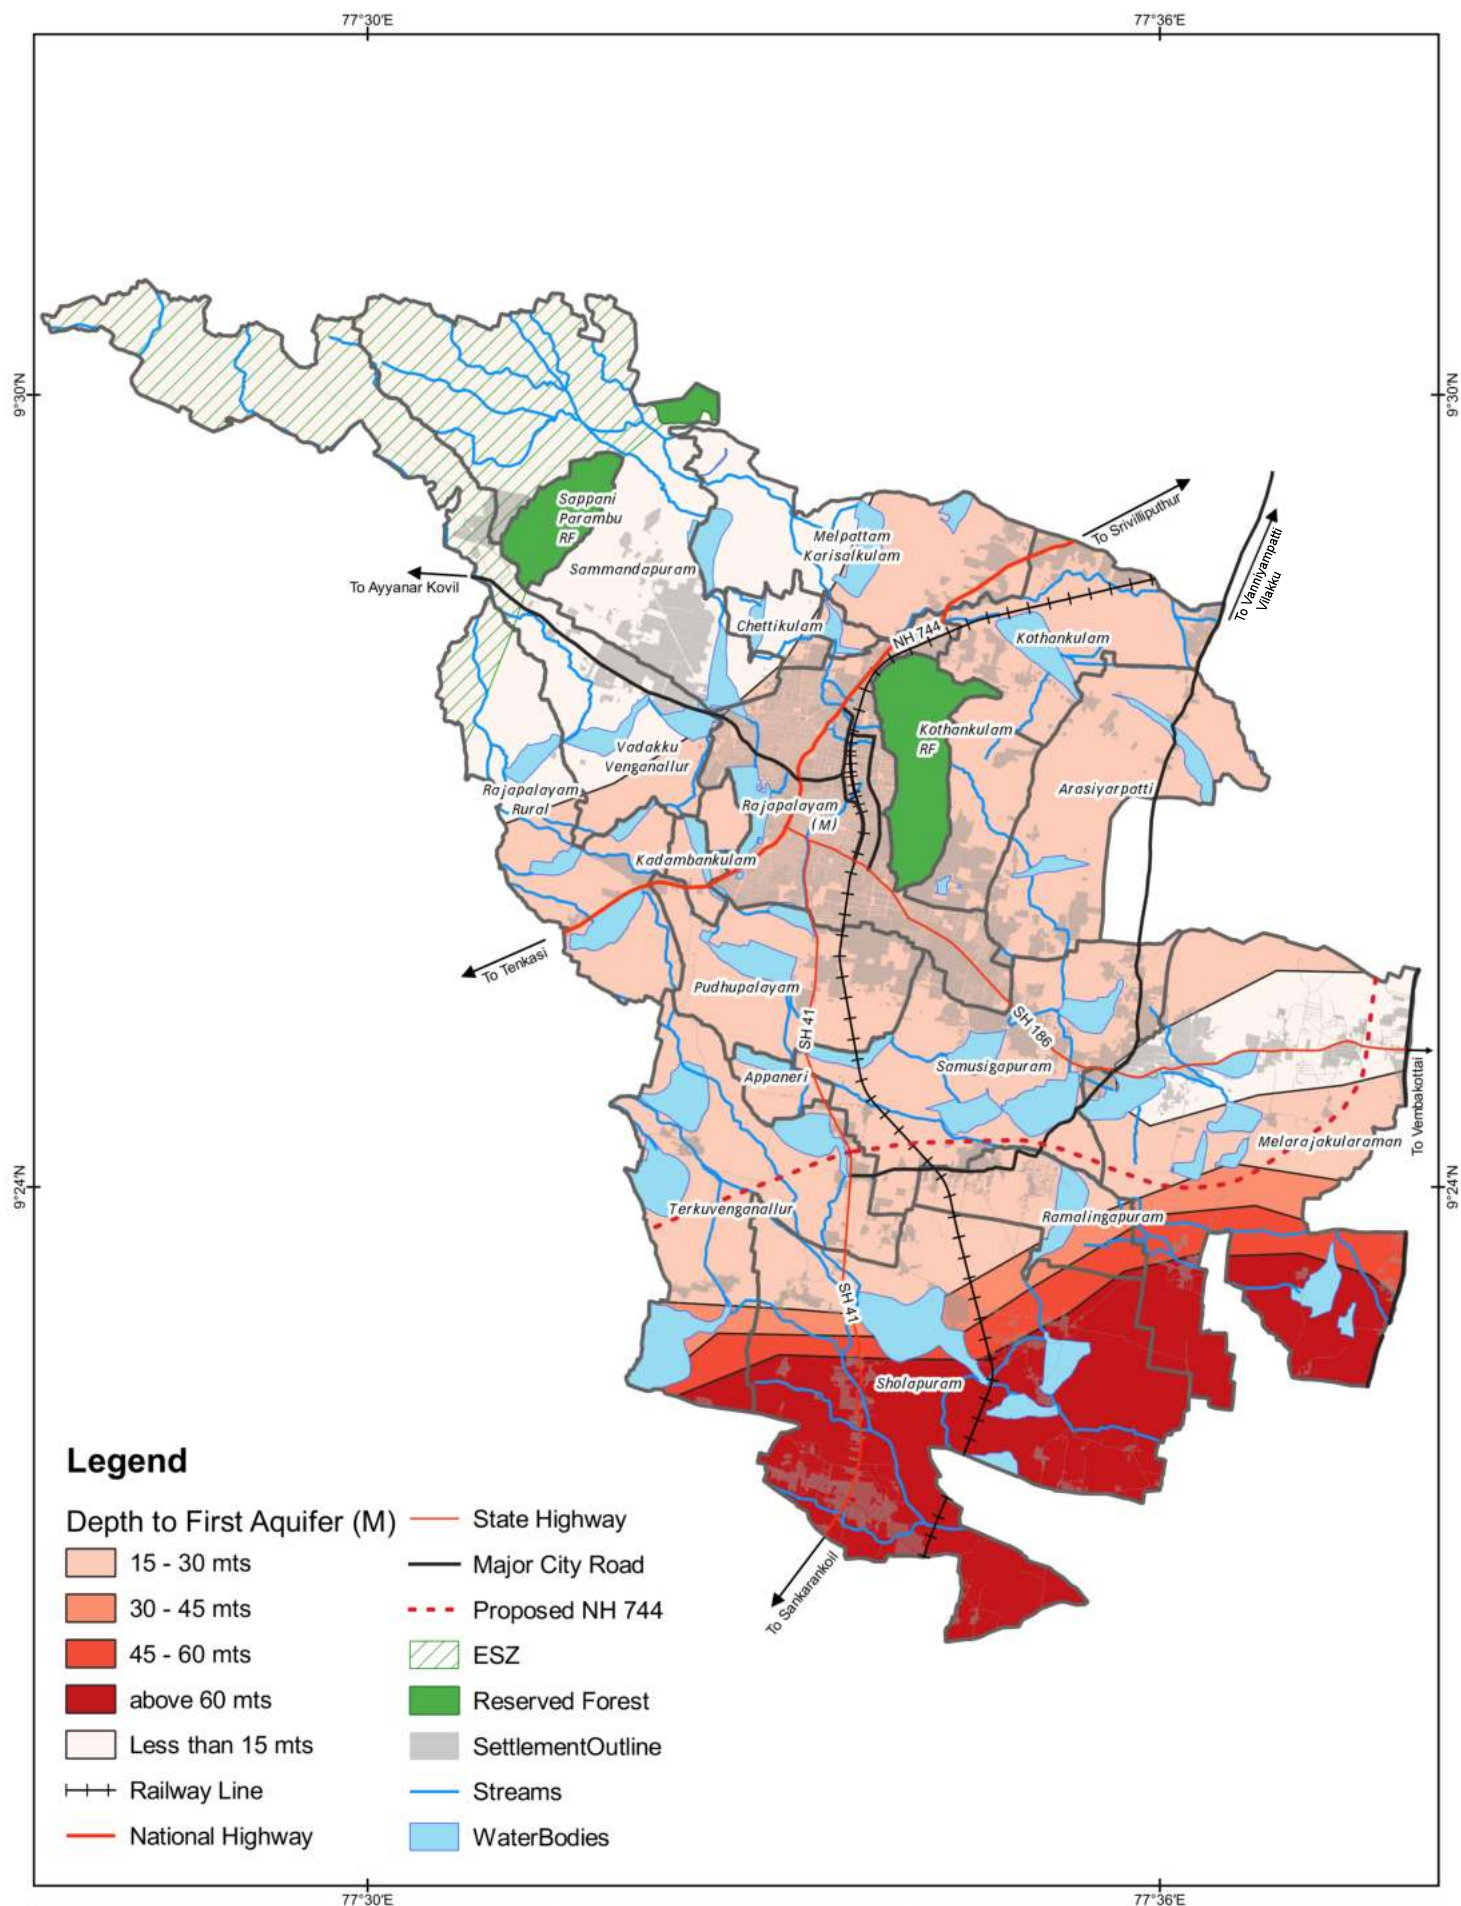 77°30'E
77°36'E
9°30'N
9°30'N
Sappani
Parambu
RF
To Srivilliputhur
Melpattam
Karisalkulam
To Vanniyampatti
Vilakku
Sammandapuram
To Ayyanar Kovil
Chettikulam
NH 744
Kothankulam
Kothankulam
RF
Vadakku
Venganallur
Rajapalayam
Rural
Arasiyarpatti
Rajapalayam
(M)
Kadambankulam
To Tenkasi
Pudhupalayam
SH 41
SH 186
Samusigapuram
Appaneri
To Vembakottai
Melarajakularaman
9°24'N
9°24'N
Terkuvenganallur
Ramalingapuram
SH 41
Sholapuram
To Sankarankoil
Legend
Depth to First Aquifer (M)
15 - 30 mts
30 - 45 mts
45 - 60 mts
above 60 mts
Less than 15 mts
Railway Line
National Highway
State Highway
Major City Road
Proposed NH 744
ESZ
Reserved Forest
SettlementOutline
Streams
WaterBodies
77°30'E
77°36'E